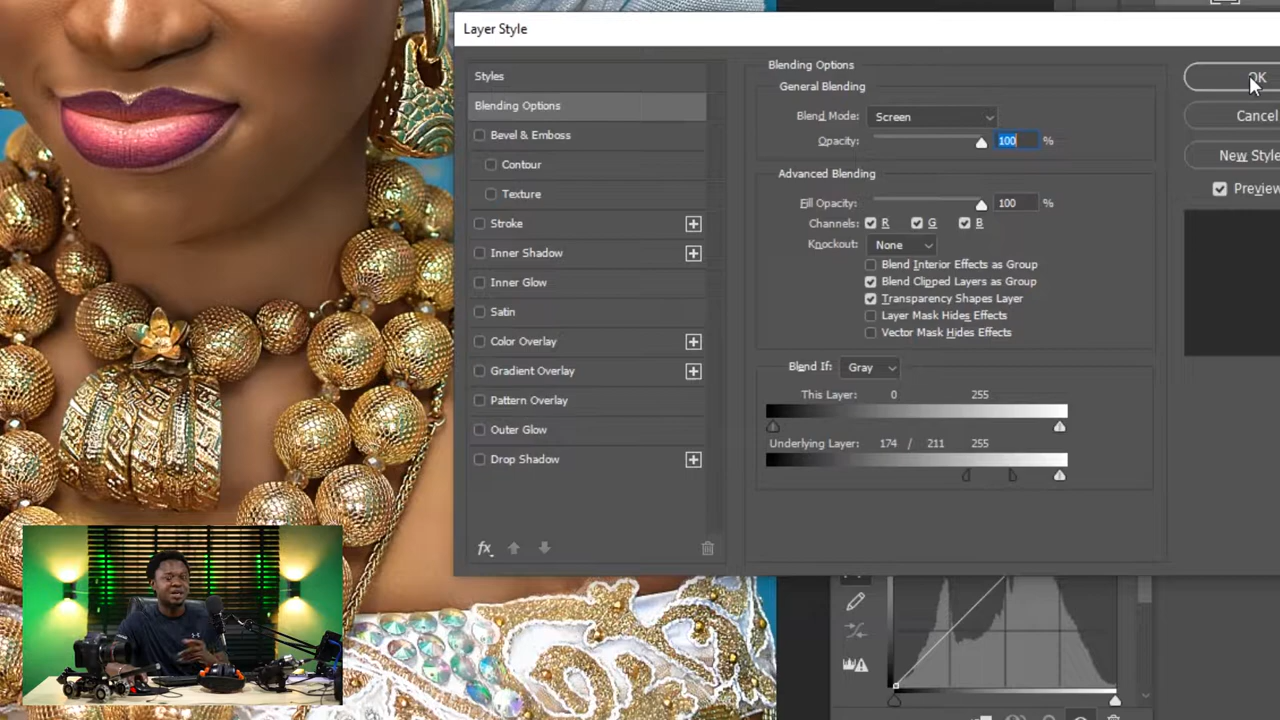 Layer Style
Styles
Blending Options
Bevel & Emboss
Contour
Texture
Stroke
Inner Shadow
Inner Glow
Satin
Color Overlay
Gradient Overlay
Pattern Overlay
Outer Glow
Drop Shadow
fx
Blending Options
General Blending
Blend Mode: Screen
Opacity: 100 %
Advanced Blending
Fill Opacity: 100 %
Channels: R G B
Knockout: None
Blend Interior Effects as Group
Blend Clipped Layers as Group
Transparency Shapes Layer
Layer Mask Hides Effects
Vector Mask Hides Effects
Blend If: Gray
This Layer: 0 255
Underlying Layer: 174 / 211 255
OK
Cancel
New Style
Preview